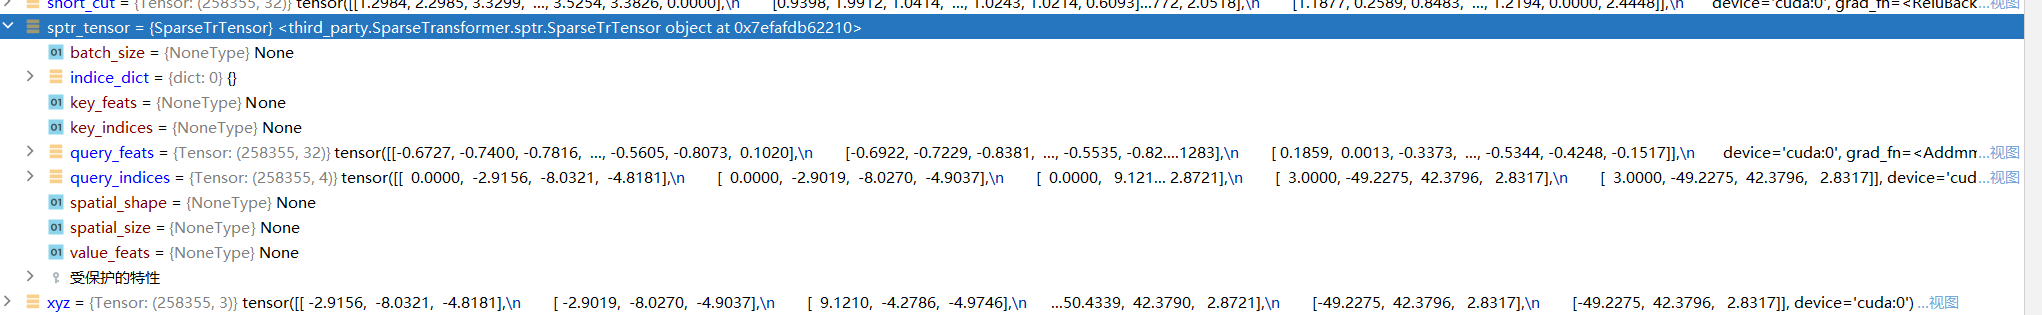 short_cut = {Tensor: (258355, 32)} tensor([[1.2984, 2.2985, 3.3299,  ..., 3.5254, 3.3826, 0.0000],\n        [0.9398, 1.9912, 1.0414,  ..., 1.0243, 1.0214, 0.6093]...772, 2.0518],\n        [1.1877, 0.2589, 0.8483,  ..., 1.2194, 0.0000, 2.4448]],\n       device='cuda:0', grad_fn=<ReluBack...视图
sptr_tensor = {SparseTrTensor} <third_party.SparseTransformer.sptr.SparseTrTensor object at 0x7efafdb62210>
01 batch_size = {NoneType} None
indice_dict = {dict: 0} {}
01 key_feats = {NoneType} None
01 key_indices = {NoneType} None
query_feats = {Tensor: (258355, 32)} tensor([[-0.6727, -0.7400, -0.7816,  ..., -0.5605, -0.8073,  0.1020],\n        [-0.6922, -0.7229, -0.8381,  ..., -0.5535, -0.82....1283],\n        [ 0.1859,  0.0013, -0.3373,  ..., -0.5344, -0.4248, -0.1517]],\n       device='cuda:0', grad_fn=<Addmm...视图
query_indices = {Tensor: (258355, 4)} tensor([[  0.0000,  -2.9156,  -8.0321,  -4.8181],\n        [  0.0000,  -2.9019,  -8.0270,  -4.9037],\n        [  0.0000,   9.121... 2.8721],\n        [  3.0000, -49.2275,  42.3796,   2.8317],\n        [  3.0000, -49.2275,  42.3796,   2.8317]], device='cud...视图
01 spatial_shape = {NoneType} None
01 spatial_size = {NoneType} None
01 value_feats = {NoneType} None
受保护的特性
xyz = {Tensor: (258355, 3)} tensor([[ -2.9156,  -8.0321,  -4.8181],\n        [ -2.9019,  -8.0270,  -4.9037],\n        [  9.1210,  -4.2786,  -4.9746],\n        ...50.4339,  42.3790,   2.8721],\n        [-49.2275,  42.3796,   2.8317],\n        [-49.2275,  42.3796,   2.8317]], device='cuda:0') ...视图